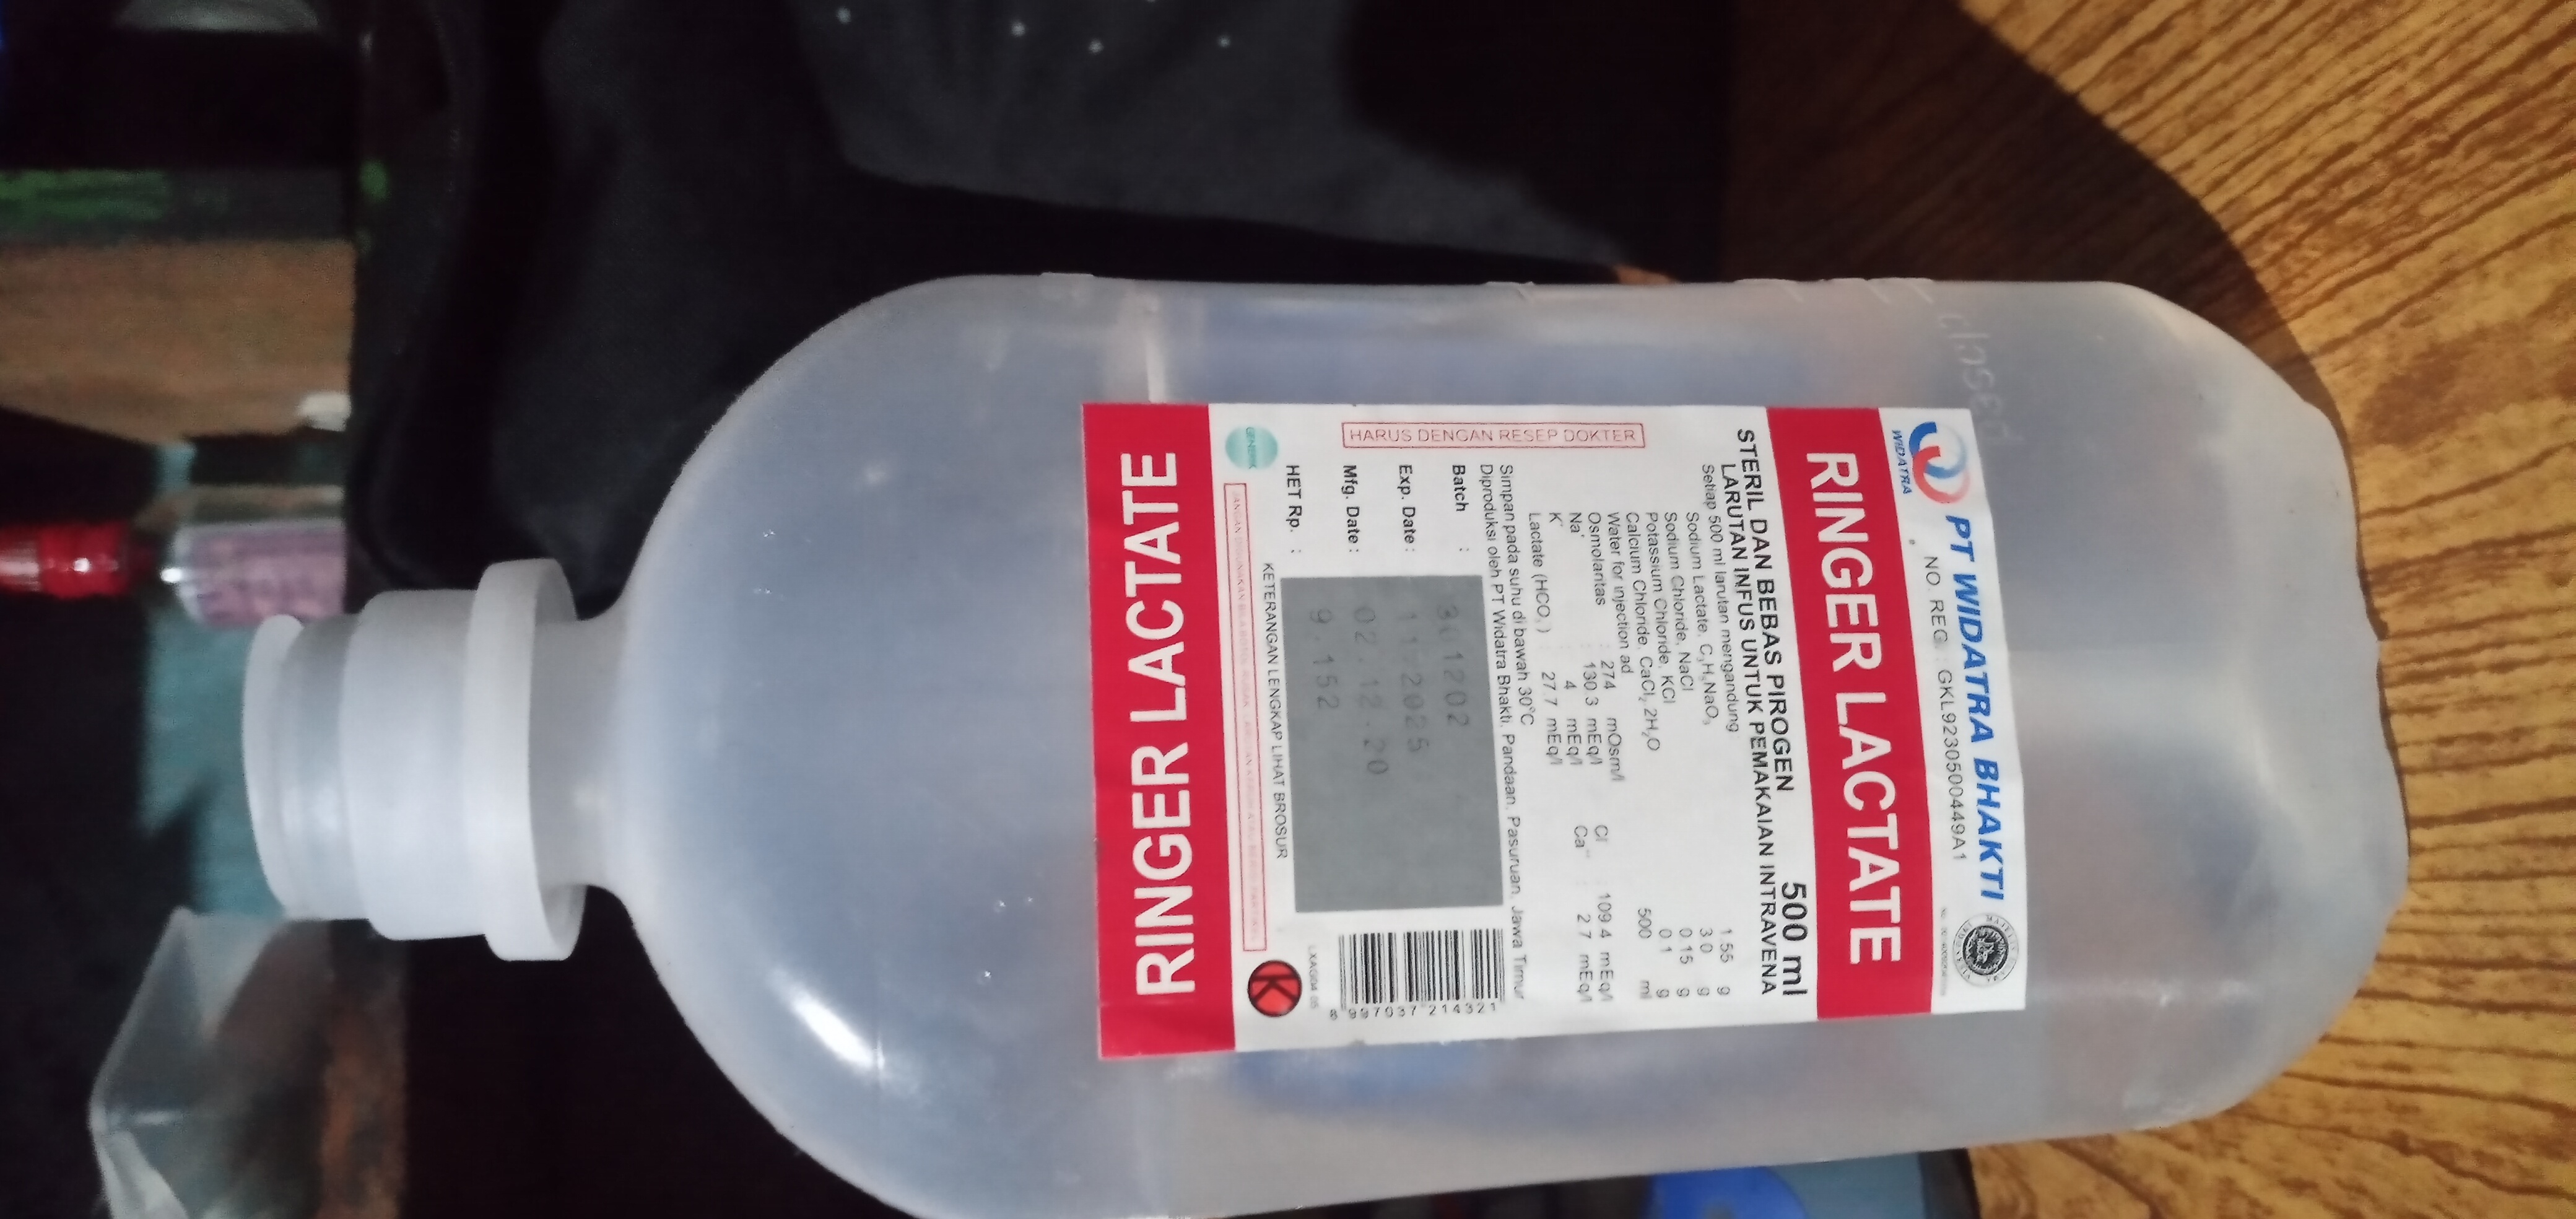 PT WIDATRA BHAKTI
WIDATRA
NO. REG. : GKL9230500449A1
RINGER LACTATE
500 ml
STERIL DAN BEBAS PIROGEN
LARUTAN INFUS UNTUK PEMAKAIAN INTRAVENA
Setiap 500 ml larutan mengandung
Sodium Lactate, C₃H₅NaO₃ 1.55 g
Sodium Chloride, NaCl 3.0 g
Potassium Chloride, KCl 0.15 g
Calcium Chloride, CaCl₂ 2H₂O 0.1 g
Water for injection ad 500 ml
Osmolaritas : 274 mOsm/l
Na⁺ : 130.3 mEq/l Cl⁻ : 109.4 mEq/l
K⁺ : 4 mEq/l Ca⁺⁺ : 2.7 mEq/l
Lactate (HCO₃⁻) : 27.7 mEq/l
Simpan pada suhu di bawah 30°C
Diproduksi oleh PT Widatra Bhakti, Pandaan, Pasuruan, Jawa Timur
HARUS DENGAN RESEP DOKTER
Batch :
Exp. Date : 11-2025
Mfg. Date : 02.12.20
HET Rp. : 9.152
8 997037 214321
KETERANGAN LENGKAP LIHAT BROSUR
GENERIK
K
RINGER LACTATE
closed